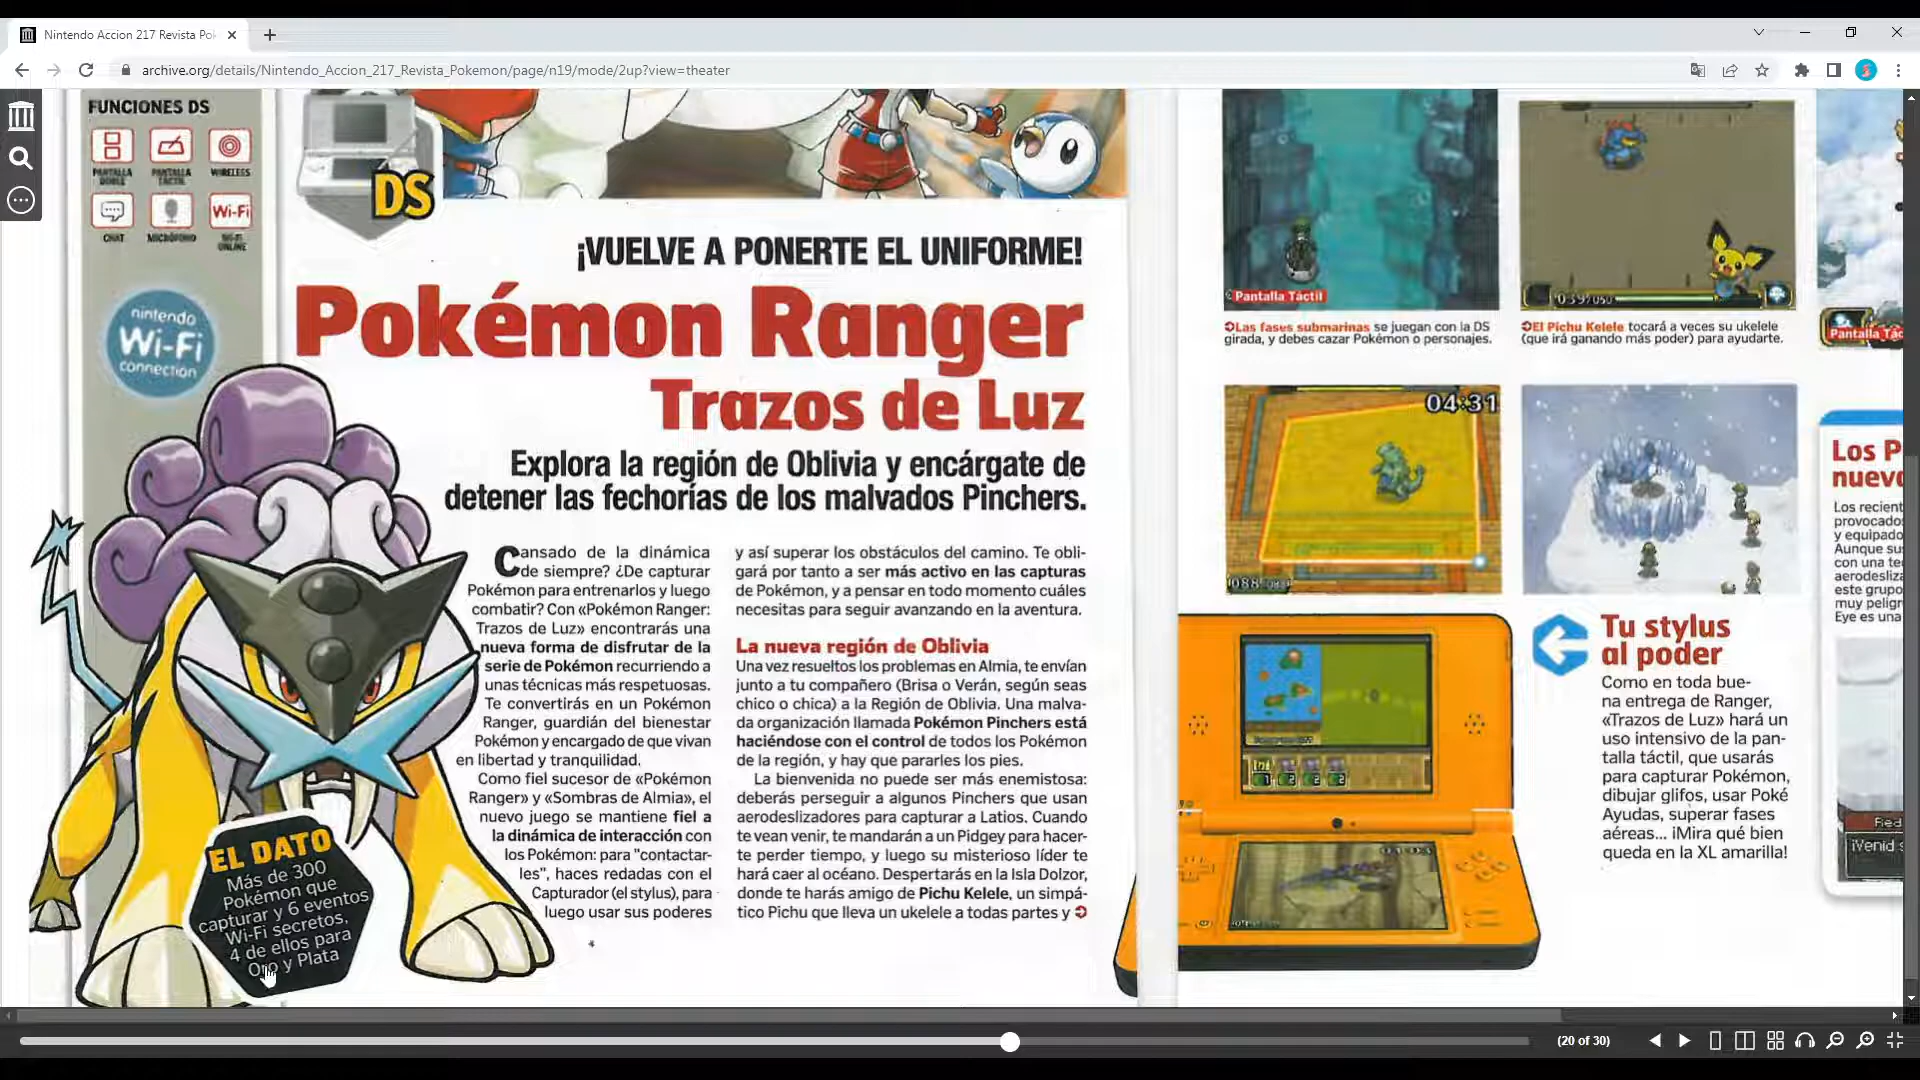 Nintendo Accion 217 Revista Pok
archive.org/details/Nintendo_Accion_217_Revista_Pokemon/page/n19/mode/2up?view=theater
FUNCIONES DS
PANTALLA DOBLE
PANTALLA TÁCTIL
WIRELESS
Wi-Fi
CHAT
MICRÓFONO
Wi-Fi ONLINE
DS
nintendo
Wi-Fi
connection
¡VUELVE A PONERTE EL UNIFORME!
Pokémon Ranger
Trazos de Luz
Explora la región de Oblivia y encárgate de
detener las fechorías de los malvados Pinchers.
Cansado de la dinámica
de siempre? ¿De capturar
Pokémon para entrenarlos y luego
combatir? Con «Pokémon Ranger:
Trazos de Luz» encontrarás una
nueva forma de disfrutar de la
serie de Pokémon recurriendo a
unas técnicas más respetuosas.
Te convertirás en un Pokémon
Ranger, guardián del bienestar
Pokémon y encargado de que vivan
en libertad y tranquilidad.
Como fiel sucesor de «Pokémon
Ranger» y «Sombras de Almia», el
nuevo juego se mantiene fiel a
la dinámica de interacción con
los Pokémon: para "contactar-
les", haces redadas con el
Capturador (el stylus), para
luego usar sus poderes
y así superar los obstáculos del camino. Te obli-
gará por tanto a ser más activo en las capturas
de Pokémon, y a pensar en todo momento cuáles
necesitas para seguir avanzando en la aventura.
La nueva región de Oblivia
Una vez resueltos los problemas en Almia, te envían
junto a tu compañero (Brisa o Verán, según seas
chico o chica) a la Región de Oblivia. Una malva-
da organización llamada Pokémon Pinchers está
haciéndose con el control de todos los Pokémon
de la región, y hay que pararles los pies.
La bienvenida no puede ser más enemistosa:
deberás perseguir a algunos Pinchers que usan
aerodeslizadores para capturar a Latios. Cuando
te vean venir, te mandarán a un Pidgey para hacer-
te perder tiempo, y luego su misterioso líder te
hará caer al océano. Despertarás en la Isla Dolzor,
donde te harás amigo de Pichu Kelele, un simpá-
tico Pichu que lleva un ukelele a todas partes y
EL DATO
Más de 300
Pokémon que
capturar y 6 eventos
Wi-Fi secretos,
4 de ellos para
Oro y Plata
Pantalla Táctil
Las fases submarinas se juegan con la DS
girada, y debes cazar Pokémon o personajes.
El Pichu Kelele tocará a veces su ukelele
(que irá ganando más poder) para ayudarte.
Pantalla Tác
04:31
Tu stylus
al poder
Como en toda bue-
na entrega de Ranger,
«Trazos de Luz» hará un
uso intensivo de la pan-
talla táctil, que usarás
para capturar Pokémon,
dibujar glifos, usar Poké
Ayudas, superar fases
aéreas... ¡Mira qué bien
queda en la XL amarilla!
Los P
nuevo
Los recient
provocado
y equipado
Aunque su
con una te
aerodesliza
este grupo
muy peligr
Eye es una
Red
¡Venid s
(20 of 30)